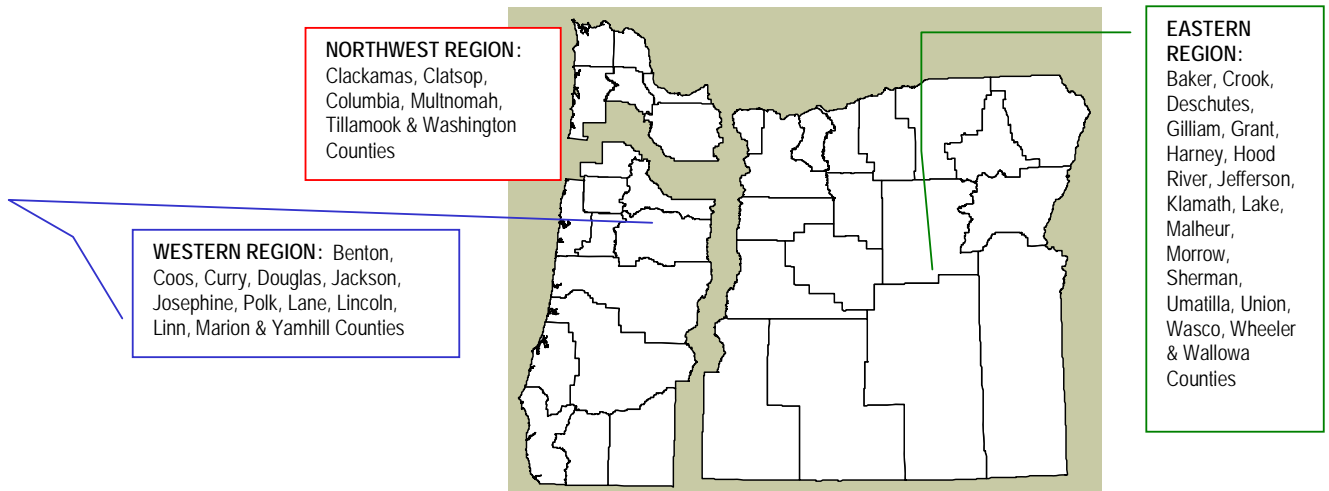 NORTHWEST REGION:
Clackamas, Clatsop,
Columbia, Multnomah,
Tillamook & Washington
Counties
WESTERN REGION: Benton,
Coos, Curry, Douglas, Jackson,
Josephine, Polk, Lane, Lincoln,
Linn, Marion & Yamhill Counties
EASTERN
REGION:
Baker, Crook,
Deschutes,
Gilliam, Grant,
Harney, Hood
River, Jefferson,
Klamath, Lake,
Malheur,
Morrow,
Sherman,
Umatilla, Union,
Wasco, Wheeler
& Wallowa
Counties